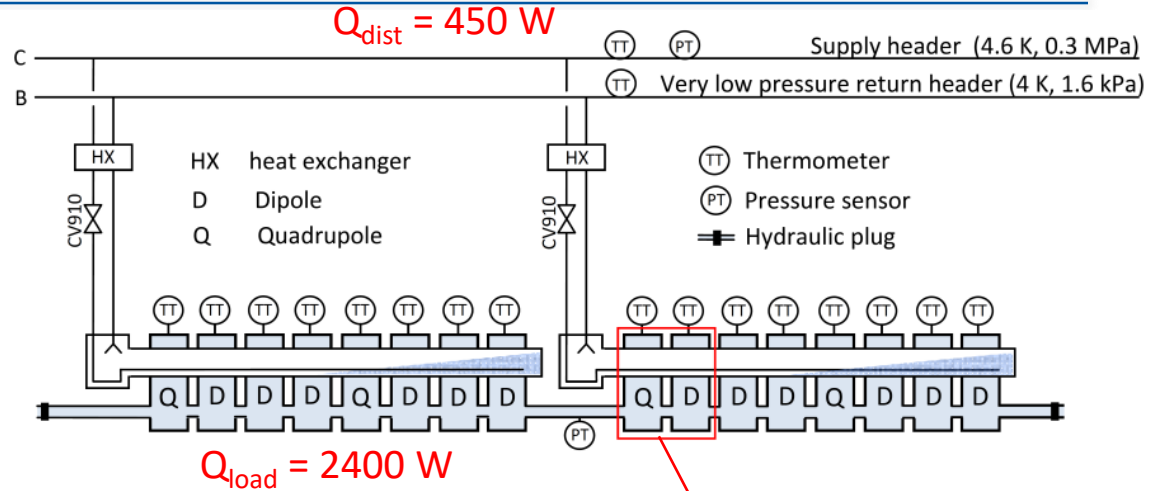 Qdist = 450 W
C TT PT Supply header (4.6 K, 0.3 MPa)
B TT Very low pressure return header (4 K, 1.6 kPa)
HX HX heat exchanger HX TT Thermometer
CV910 D Dipole CV910 PT Pressure sensor
Q Quadrupole Hydraulic plug
TT TT TT TT TT TT TT TT TT TT TT TT TT TT TT TT
Q D D D Q D D D Q D D D Q D D D
PT
Qload = 2400 W